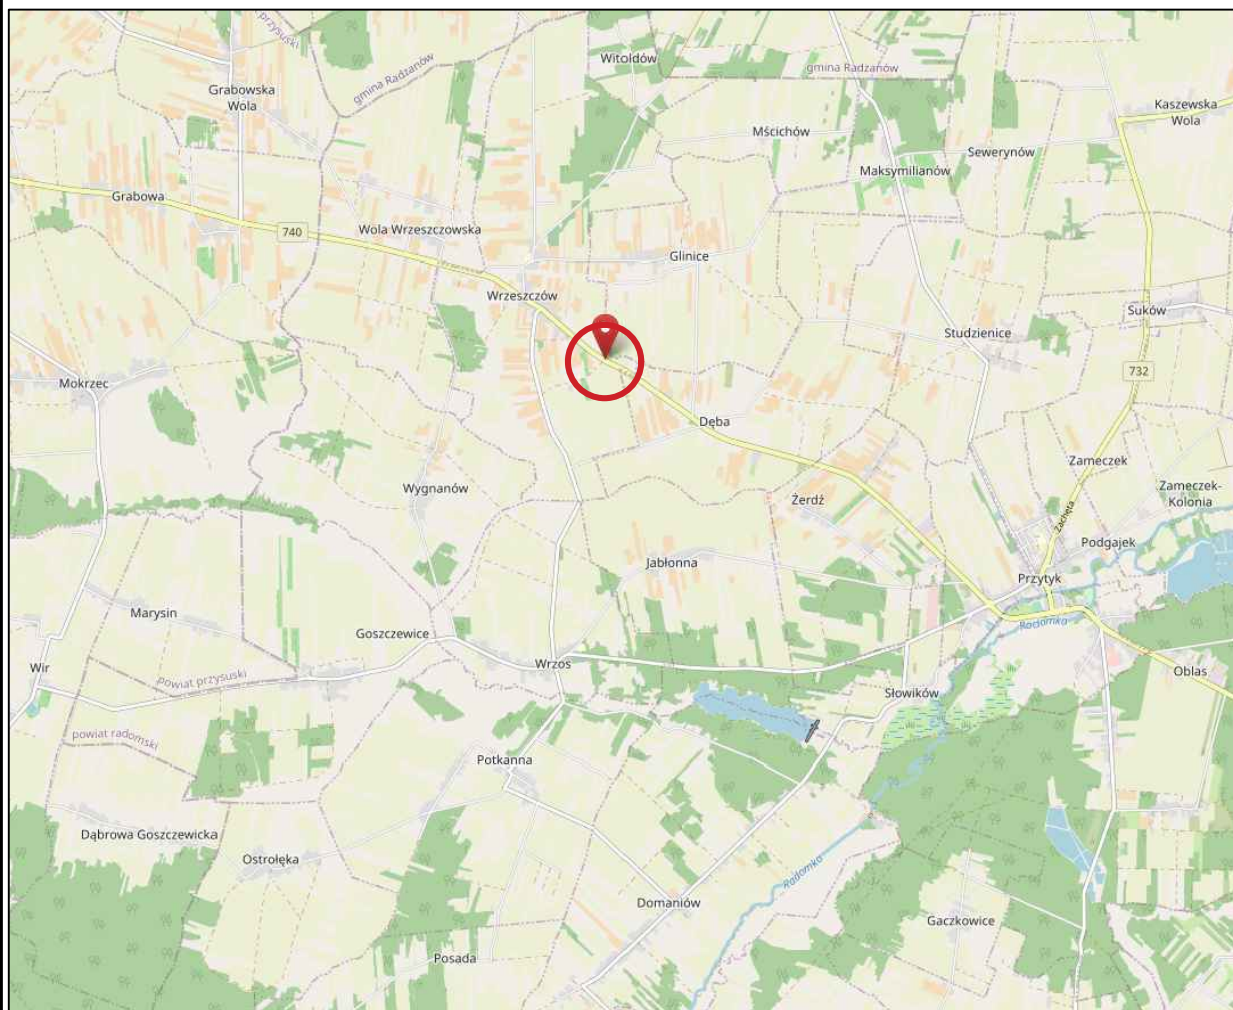 przysuski
Witołdów
gmina Radzanów
gmina Radzanów
Grabowska
Wola
Kaszewska
Wola
Mścichów
Sewerynów
Maksymilianów
Grabowa
740
Wola Wrzeszczowska
Glinice
Wrzeszczów
Suków
Studzienice
732
Mokrzec
Dęba
Zameczek
Wygnanów
Żerdź
Zameczek-
Kolonia
Zachęta
Podgajek
Jabłonna
Przytyk
Marysin
Radomka
Goszczewice
Wrzos
Wir
Oblas
powiat przysuski
Słowików
powiat radomski
Potkanna
Dąbrowa Goszczewicka
Ostrołęka
Radomka
Domaniów
Gaczkowice
Posada